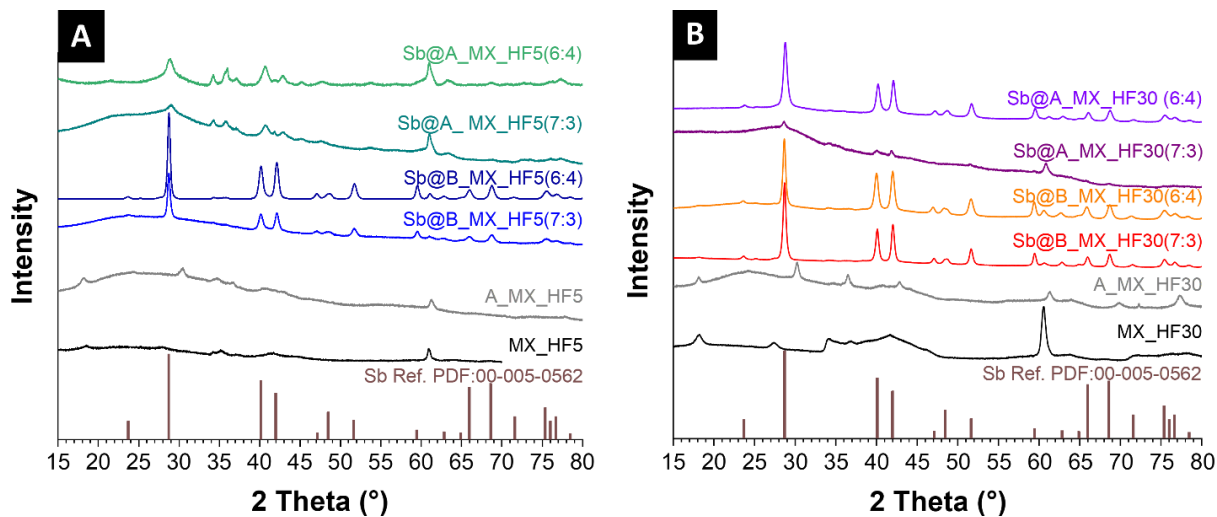 A
Sb@A_MX_HF5(6:4)
Sb@A_ MX_HF5(7:3)
Sb@B_MX_HF5(6:4)
Sb@B_MX_HF5(7:3)
A_MX_HF5
MX_HF5
Sb Ref. PDF:00-005-0562
Intensity
15 20 25 30 35 40 45 50 55 60 65 70 75 80
2 Theta (°)
B
Sb@A_MX_HF30 (6:4)
Sb@A_MX_HF30(7:3)
Sb@B_MX_HF30(6:4)
Sb@B_MX_HF30(7:3)
A_MX_HF30
MX_HF30
Sb Ref. PDF:00-005-0562
Intensity
15 20 25 30 35 40 45 50 55 60 65 70 75 80
2 Theta (°)